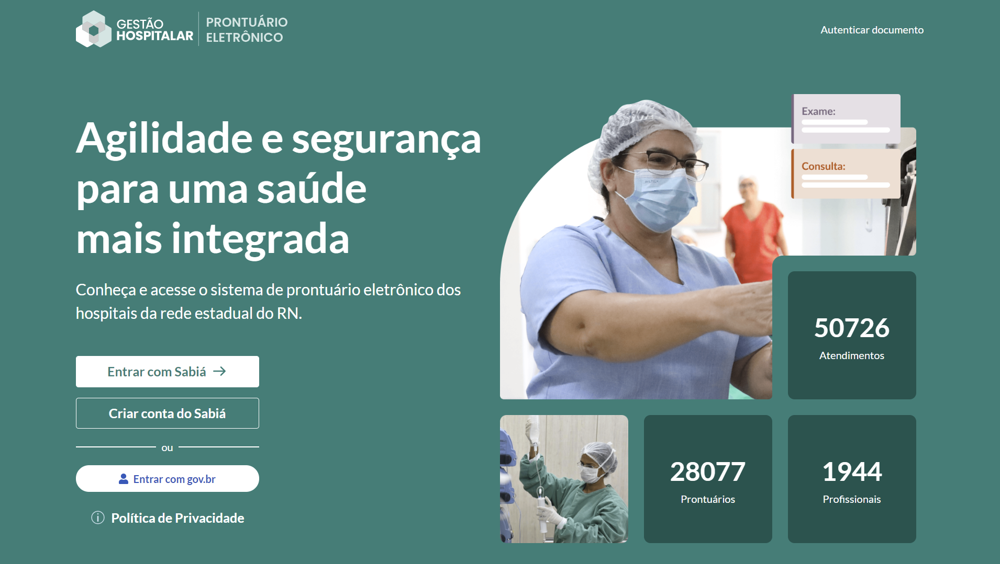 GESTÃO
HOSPITALAR
PRONTUÁRIO
ELETRÔNICO
Autenticar documento
Agilidade e segurança
para uma saúde
mais integrada
Conheça e acesse o sistema de prontuário eletrônico dos
hospitais da rede estadual do RN.
Entrar com Sabiá
Criar conta do Sabiá
ou
Entrar com gov.br
Política de Privacidade
Exame:
Consulta:
50726
Atendimentos
28077
Prontuários
1944
Profissionais